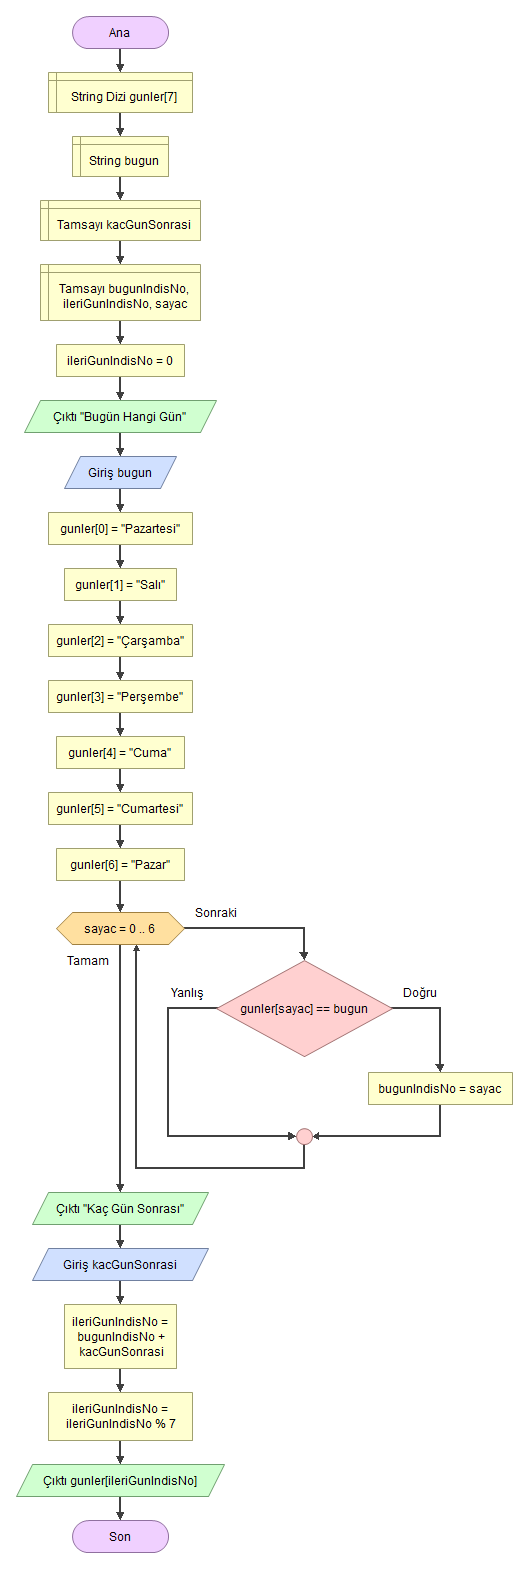 Ana
String Dizi gunler[7]
String bugun
Tamsayı kacGunSonrasi
Tamsayı bugunIndisNo,
ileriGunIndisNo, sayac
ileriGunIndisNo = 0
Çıktı "Bugün Hangi Gün"
Giriş bugun
gunler[0] = "Pazartesi"
gunler[1] = "Salı"
gunler[2] = "Çarşamba"
gunler[3] = "Perşembe"
gunler[4] = "Cuma"
gunler[5] = "Cumartesi"
gunler[6] = "Pazar"
sayac = 0 .. 6
Sonraki
Tamam
Yanlış
Doğru
gunler[sayac] == bugun
bugunIndisNo = sayac
Çıktı "Kaç Gün Sonrası"
Giriş kacGunSonrasi
ileriGunIndisNo =
bugunIndisNo +
kacGunSonrasi
ileriGunIndisNo =
ileriGunIndisNo % 7
Çıktı gunler[ileriGunIndisNo]
Son